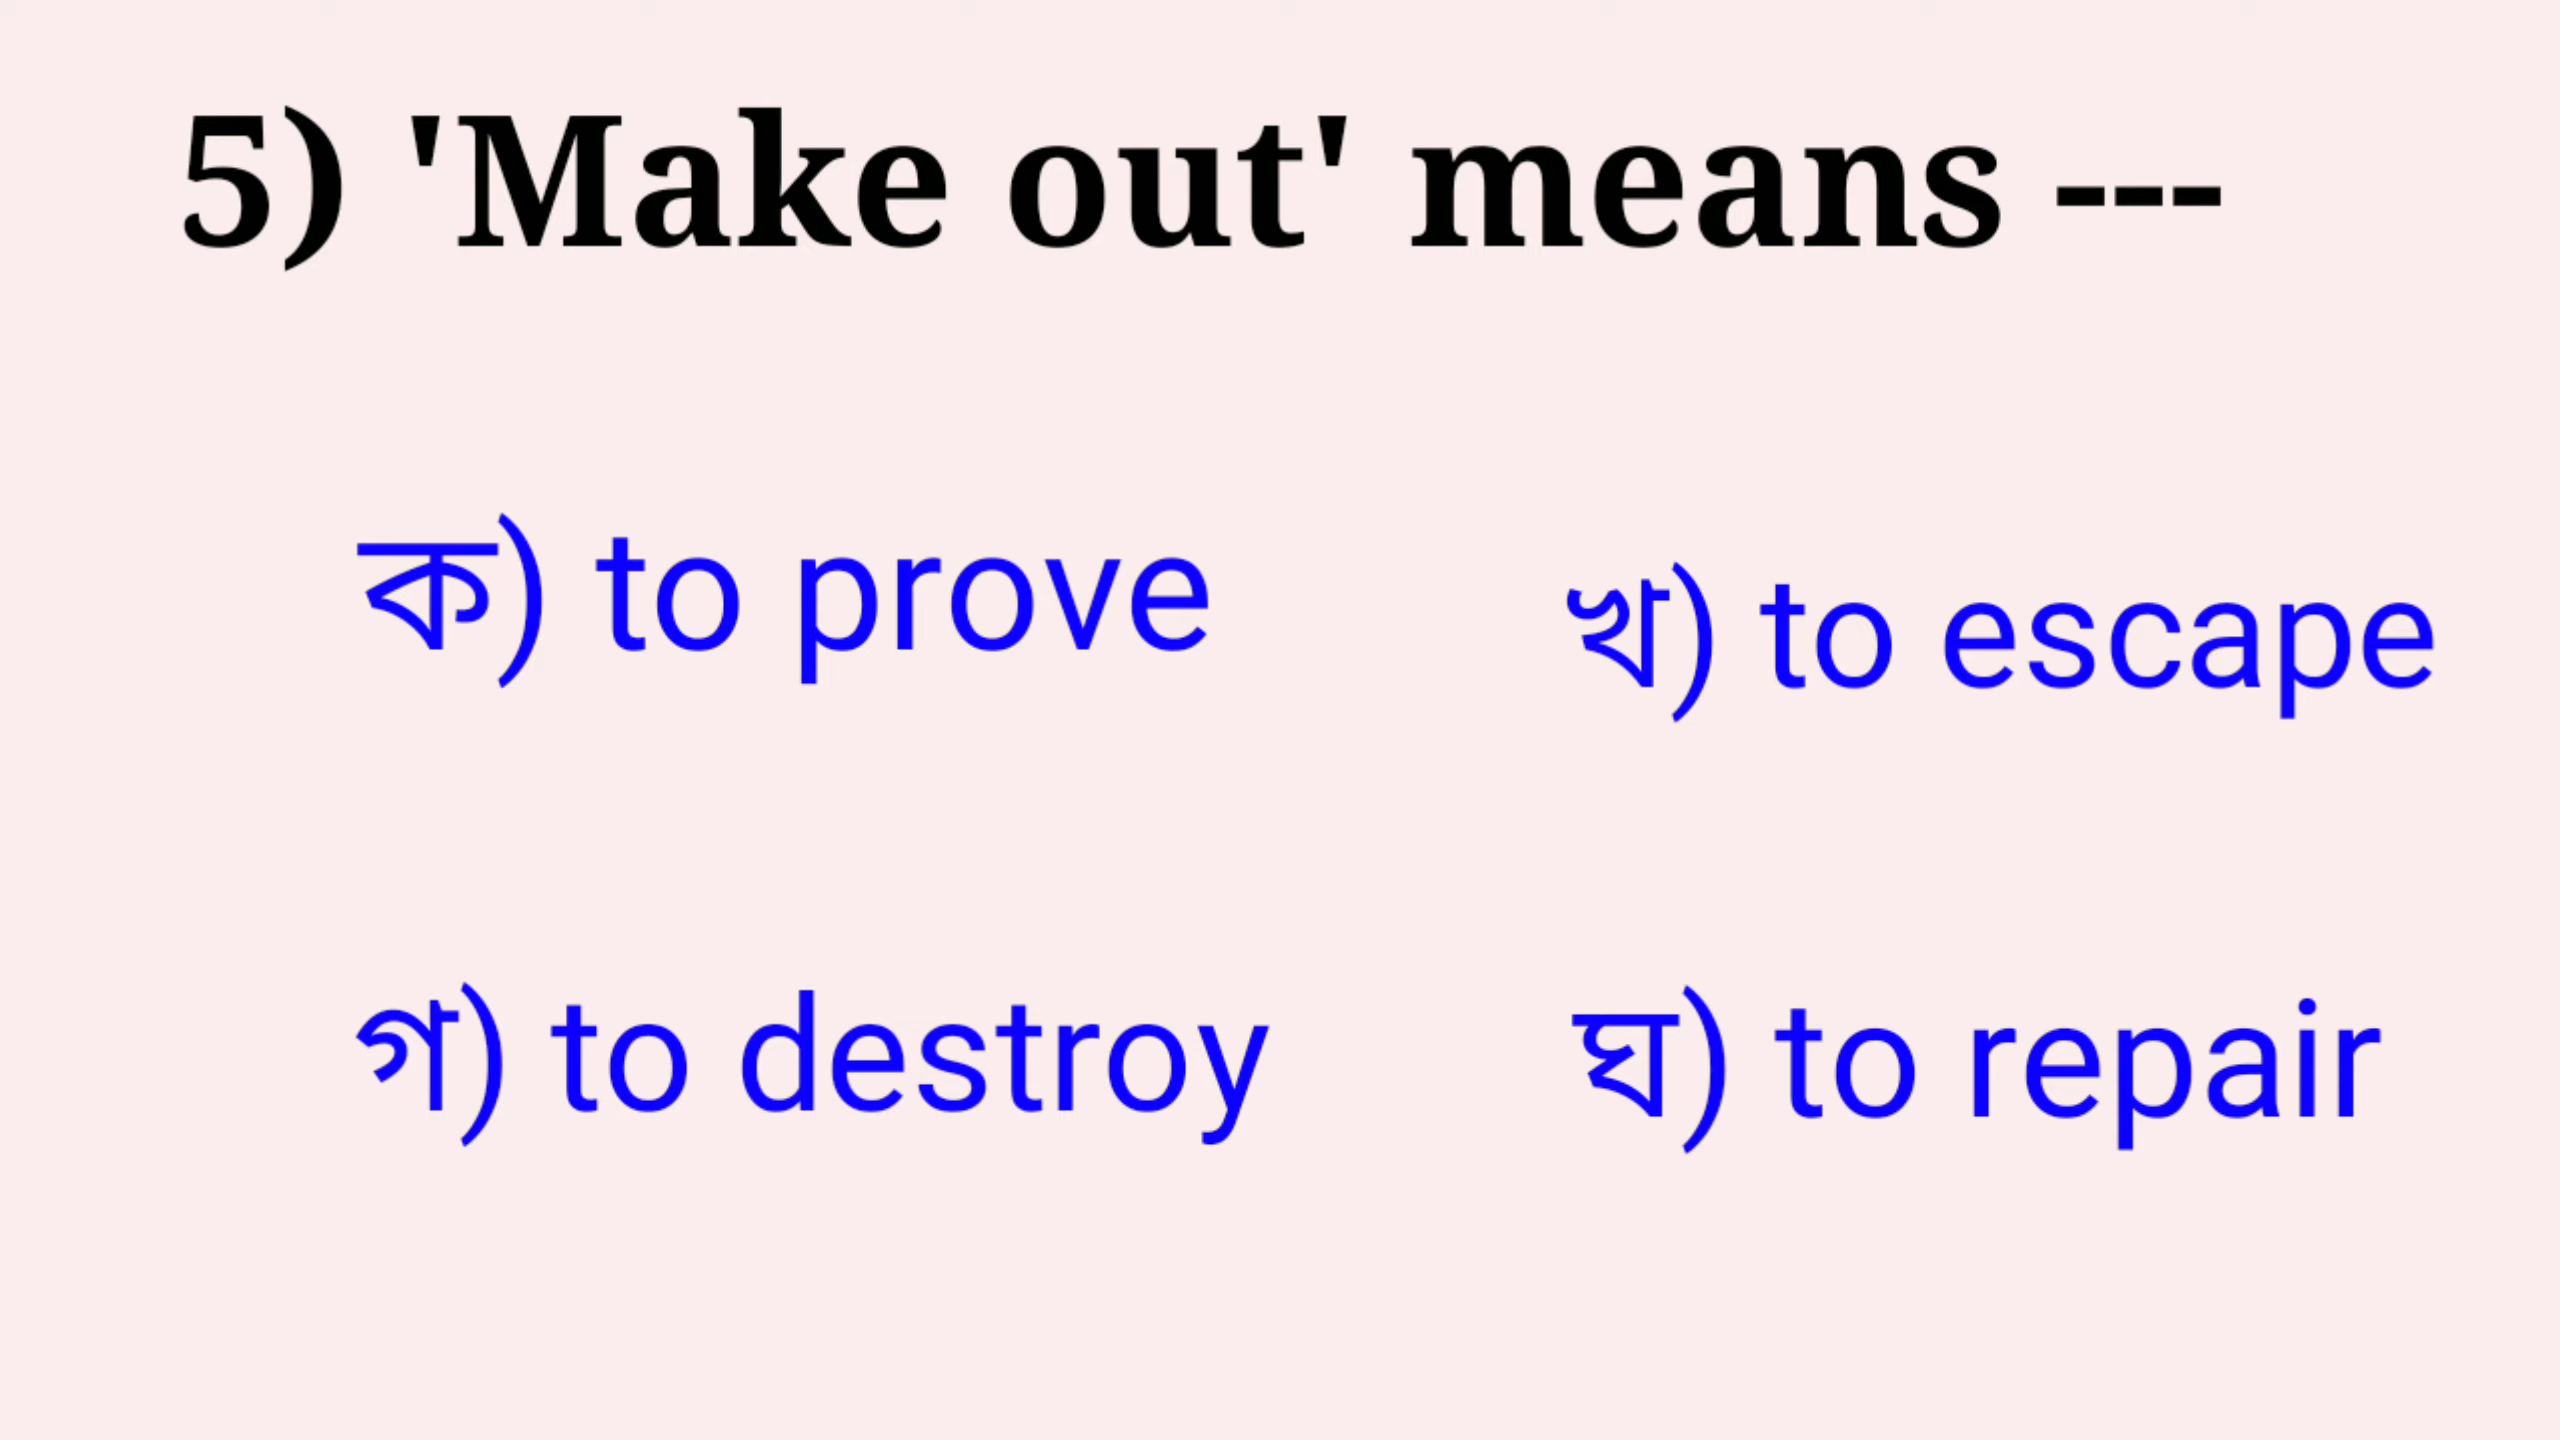 5) 'Make out' means ---
ক) to prove
খ) to escape
গ) to destroy
ঘ) to repair